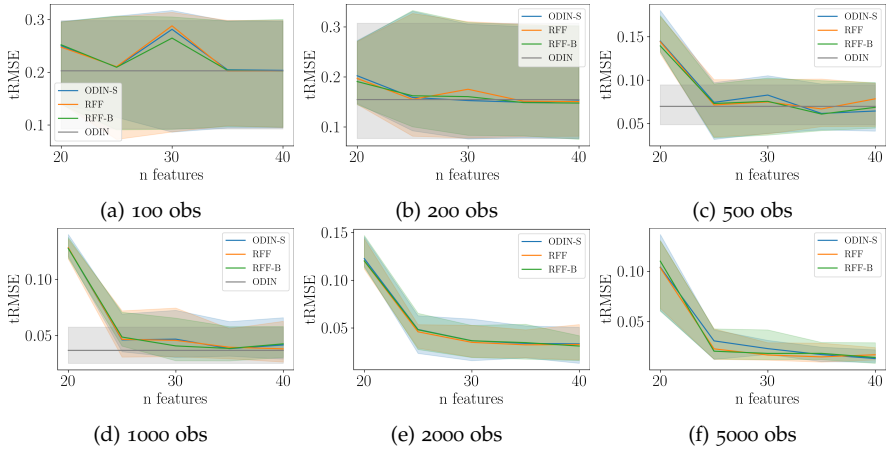 0.3
0.2
0.1
tRMSE
ODIN-S
RFF
RFF-B
ODIN
20
30
40
n features
(a) 100 obs
0.3
0.2
0.1
tRMSE
ODIN-S
RFF
RFF-B
ODIN
20
30
40
n features
(b) 200 obs
0.15
0.10
0.05
tRMSE
ODIN-S
RFF
RFF-B
ODIN
20
30
40
n features
(c) 500 obs
0.10
0.05
tRMSE
ODIN-S
RFF
RFF-B
ODIN
20
30
40
n features
(d) 1000 obs
0.15
0.10
0.05
tRMSE
ODIN-S
RFF
RFF-B
20
30
40
n features
(e) 2000 obs
0.10
0.05
tRMSE
ODIN-S
RFF
RFF-B
20
30
40
n features
(f) 5000 obs